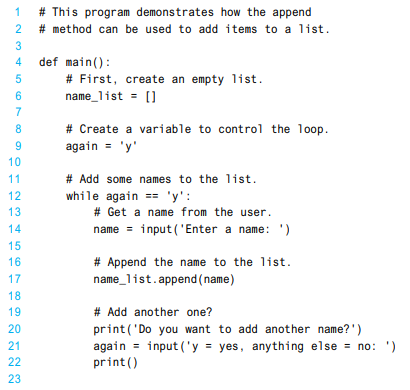 1 # This program demonstrates how the append
2 # method can be used to add items to a list.
3
4 def main():
5     # First, create an empty list.
6     name_list = []
7
8     # Create a variable to control the loop.
9     again = 'y'
10
11     # Add some names to the list.
12     while again == 'y':
13         # Get a name from the user.
14         name = input('Enter a name: ')
15
16         # Append the name to the list.
17         name_list.append(name)
18
19         # Add another one?
20         print('Do you want to add another name?')
21         again = input('y = yes, anything else = no: ')
22         print()
23